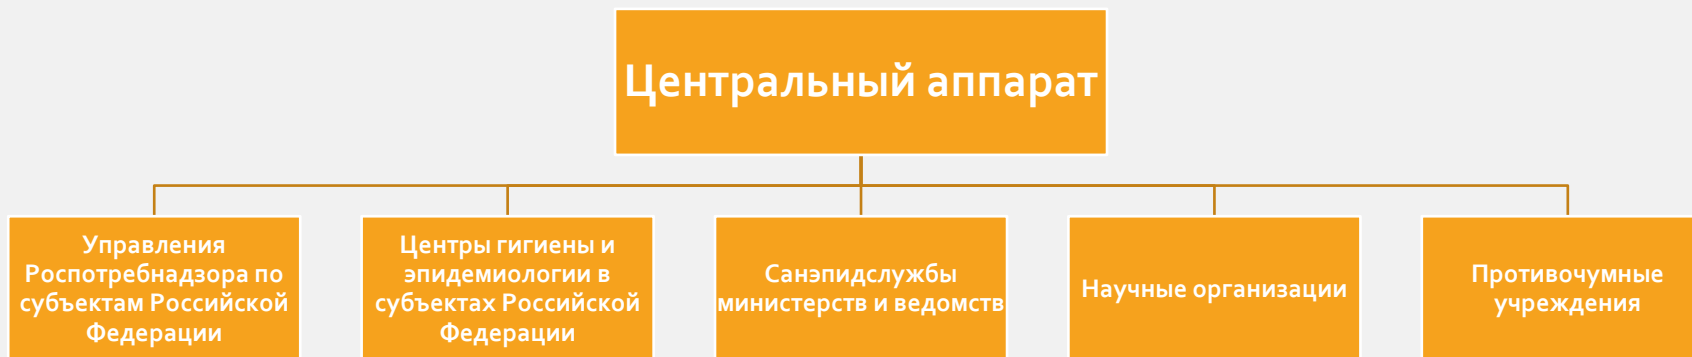 Центральный аппарат
Управления
Роспотребнадзора по
субъектам Российской
Федерации
Центры гигиены и
эпидемиологии в
субъектах Российской
Федерации
Санэпидслужбы
министерств и ведомств
Научные организации
Противочумные
учреждения